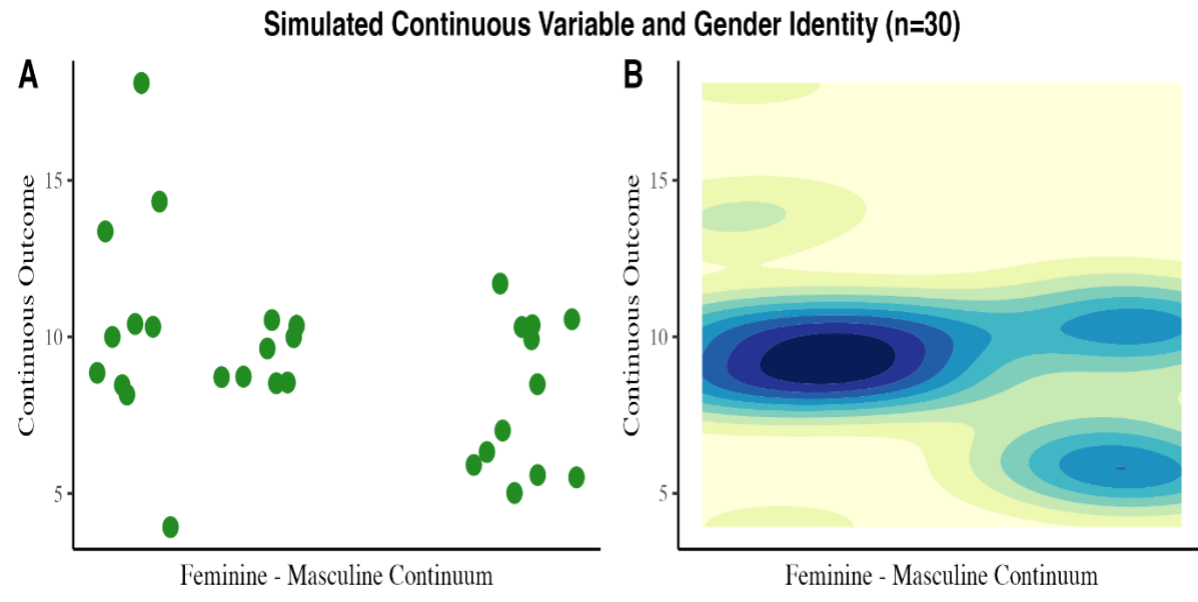 Simulated Continuous Variable and Gender Identity (n=30)
A
Continuous Outcome
15
10
5
Feminine - Masculine Continuum
B
Continuous Outcome
15
10
5
Feminine - Masculine Continuum